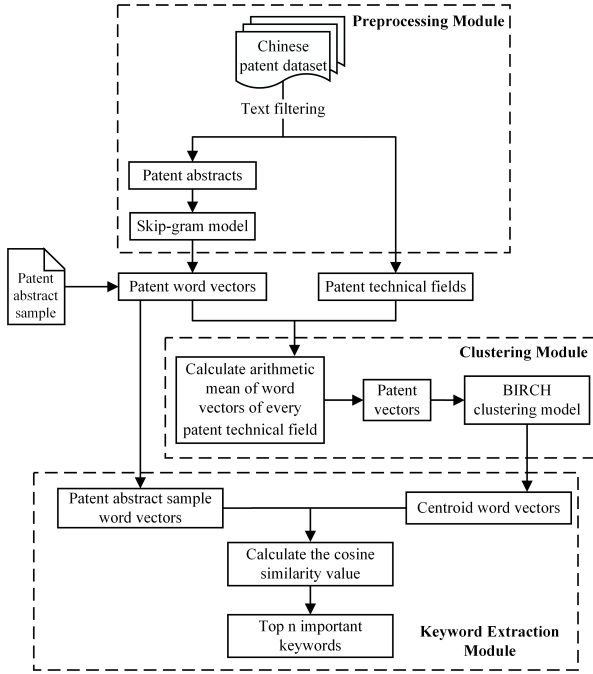 Preprocessing Module
Chinese
patent dataset
Text filtering
Patent abstracts
Skip-gram model
Patent
abstract
sample
Patent word vectors
Patent technical fields
Clustering Module
Calculate arithmetic
mean of word
vectors of every
patent technical field
Patent
vectors
BIRCH
clustering model
Patent abstract sample
word vectors
Centroid word vectors
Calculate the cosine
similarity value
Top n important
keywords
Keyword Extraction
Module